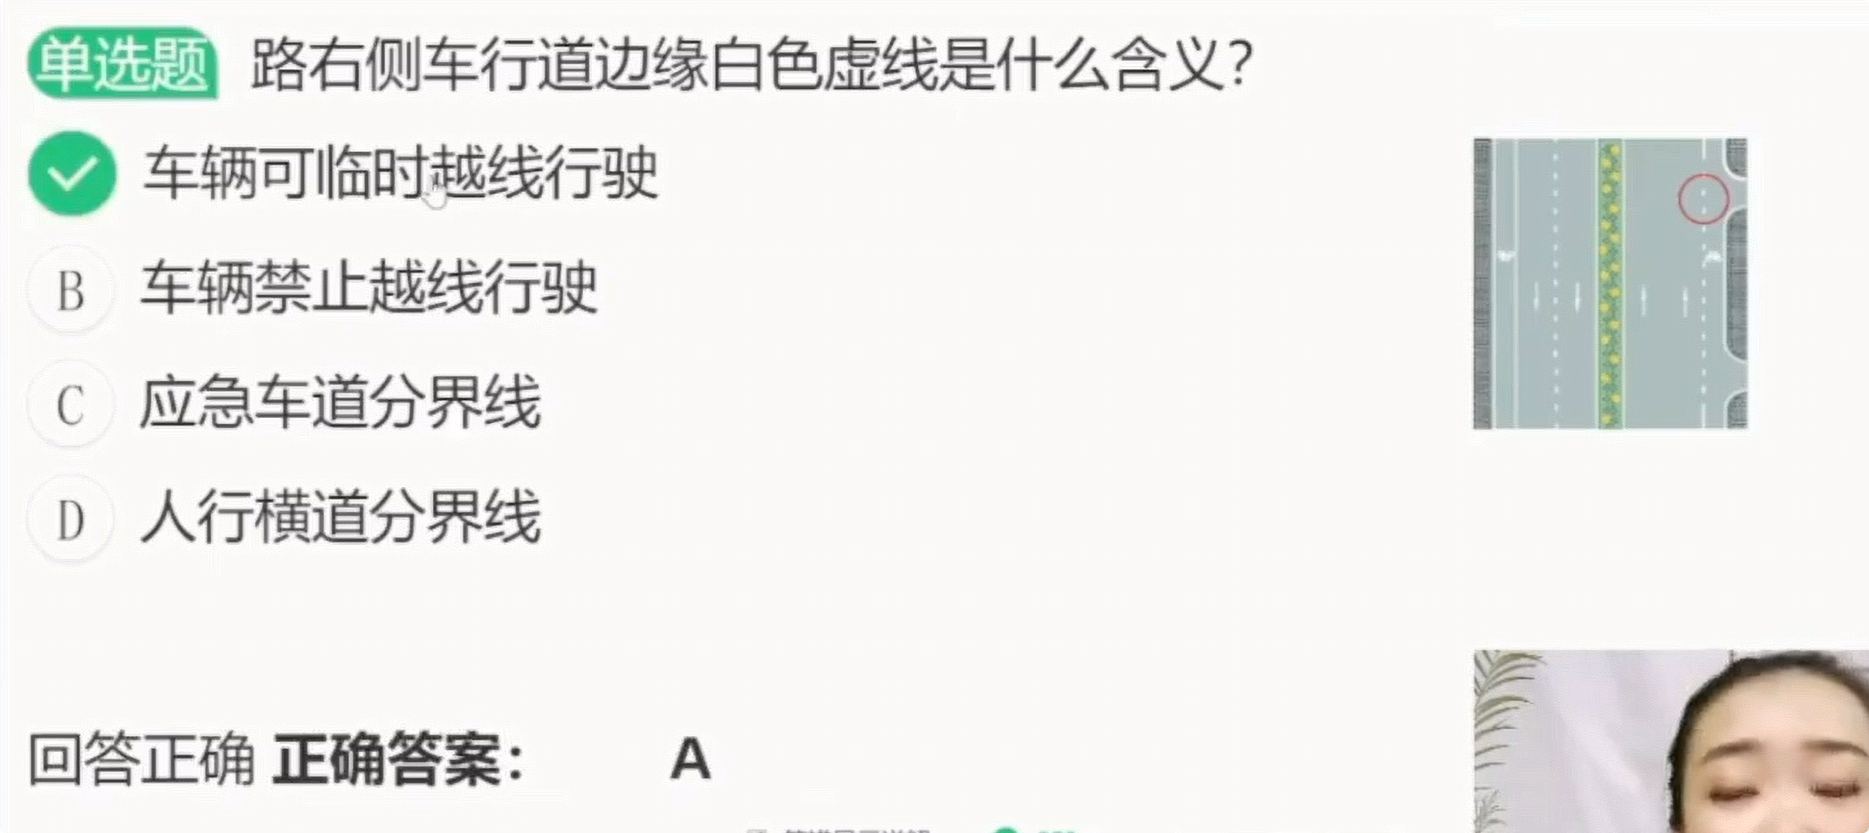 单选题 路右侧车行道边缘白色虚线是什么含义？
车辆可临时越线行驶
B 车辆禁止越线行驶
C 应急车道分界线
D 人行横道分界线
回答正确 正确答案： A